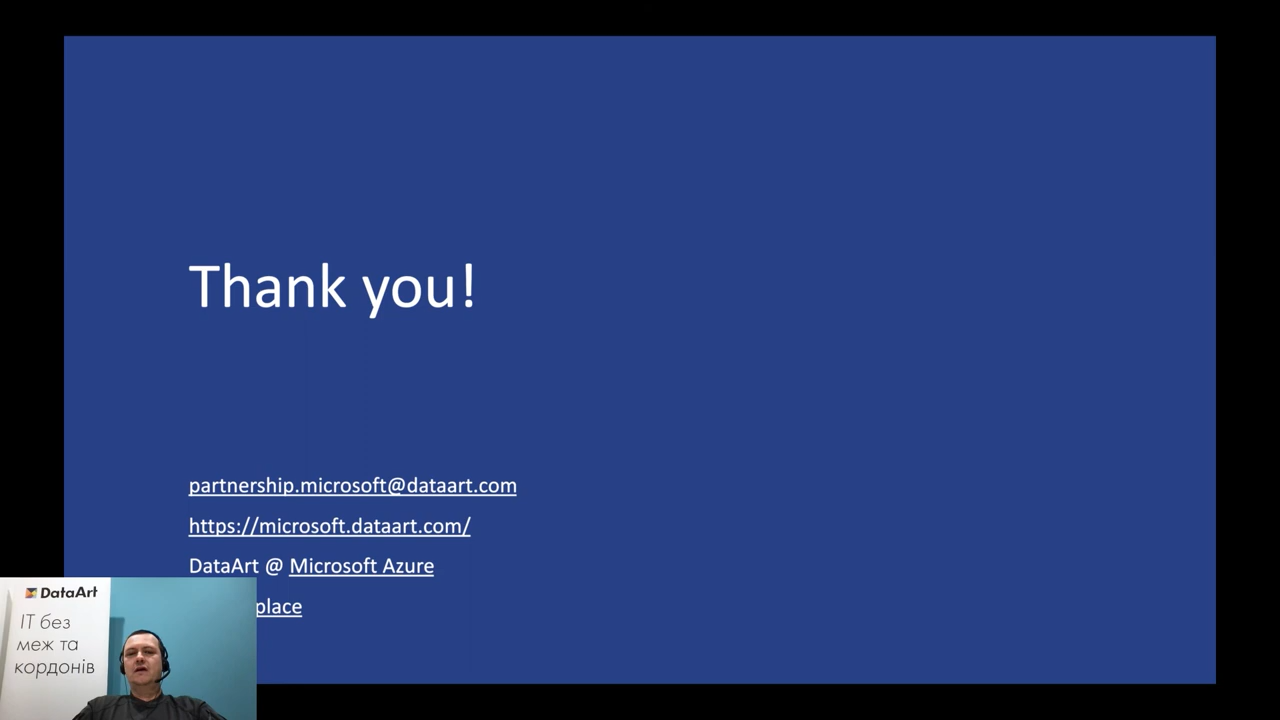 Thank you!
partnership.microsoft@dataart.com
https://microsoft.dataart.com/
DataArt @ Microsoft Azure
place
DataArt
ІТ без
меж та
кордонів